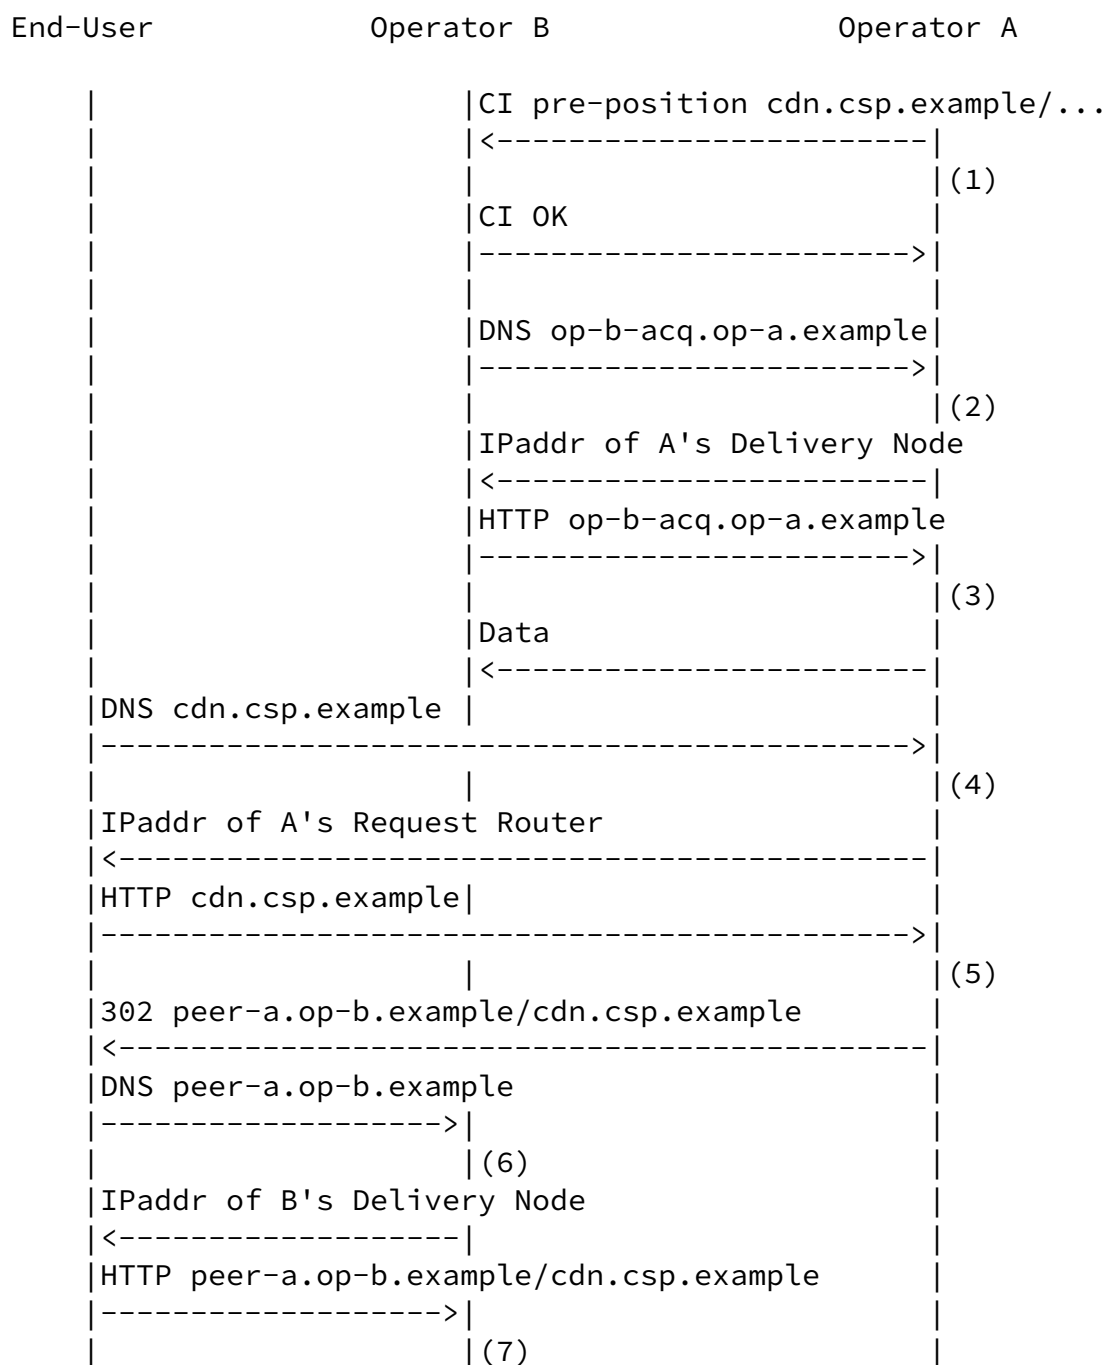 End-User            Operator B                Operator A
    |                    |CI pre-position cdn.csp.example/...
    |                    |<------------------------|
    |                    |                         |(1)
    |                    |CI OK                    |
    |                    |------------------------>|
    |                    |                         |
    |                    |DNS op-b-acq.op-a.example|
    |                    |------------------------>|
    |                    |                         |(2)
    |                    |IPaddr of A's Delivery Node
    |                    |<------------------------|
    |                    |HTTP op-b-acq.op-a.example
    |                    |------------------------>|
    |                    |                         |(3)
    |                    |Data                     |
    |                    |<------------------------|
    |DNS cdn.csp.example |                         |
    |--------------------------------------------->|
    |                    |                         |(4)
    |IPaddr of A's Request Router                  |
    |<---------------------------------------------|
    |HTTP cdn.csp.example|                         |
    |--------------------------------------------->|
    |                    |                         |(5)
    |302 peer-a.op-b.example/cdn.csp.example       |
    |<---------------------------------------------|
    |DNS peer-a.op-b.example                       |
    |------------------->|                         |
    |                    |(6)                      |
    |IPaddr of B's Delivery Node                   |
    |<-------------------|                         |
    |HTTP peer-a.op-b.example/cdn.csp.example      |
    |------------------->|                         |
    |                    |(7)                      |